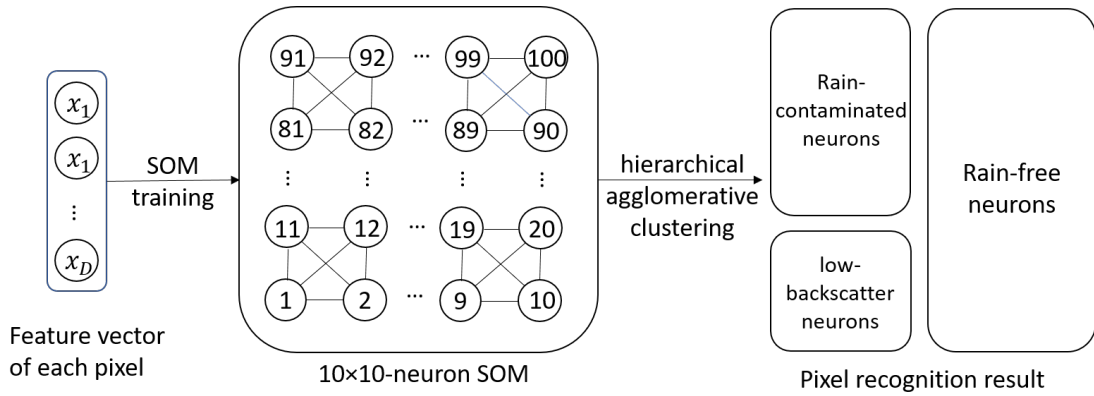 x₁
x₁
⋮
x_D
Feature vector
of each pixel
SOM
training
91 92 ... 99 100
81 82 ... 89 90
⋮ ⋮ ⋮ ⋮
11 12 ... 19 20
1 2 ... 9 10
10×10-neuron SOM
hierarchical
agglomerative
clustering
Rain-
contaminated
neurons
low-
backscatter
neurons
Rain-free
neurons
Pixel recognition result